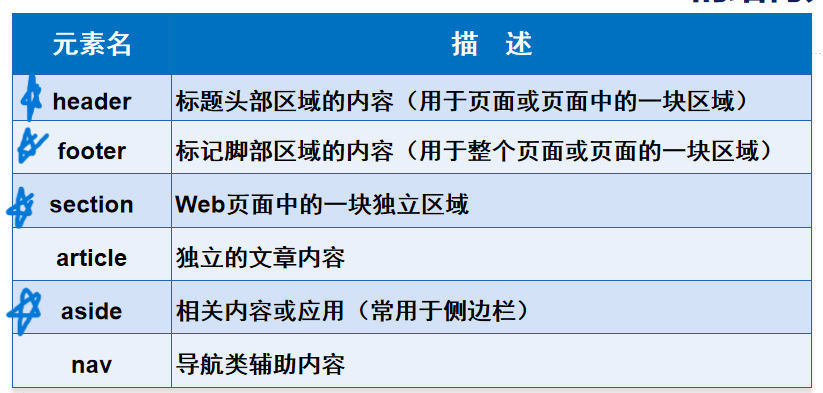 元素名 描 述
header 标题头部区域的内容（用于页面或页面中的一块区域）
footer 标记脚部区域的内容（用于整个页面或页面的一块区域）
section Web页面中的一块独立区域
article 独立的文章内容
aside 相关内容或应用（常用于侧边栏）
nav 导航类辅助内容